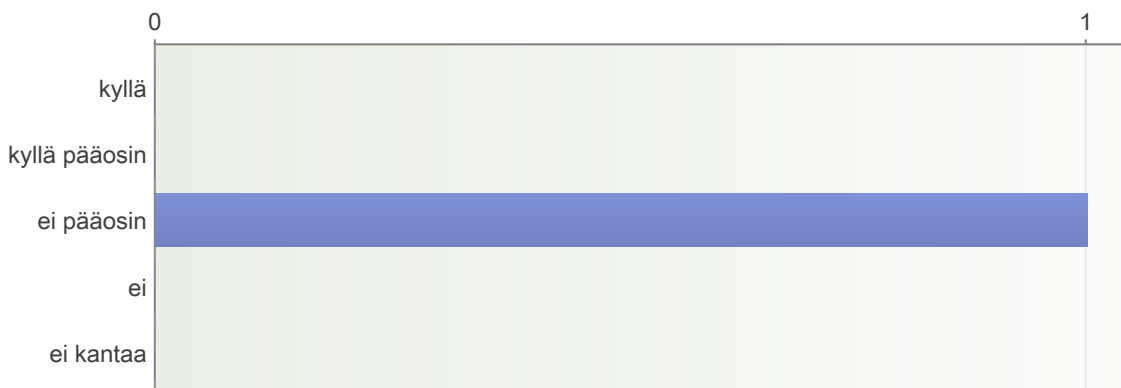 0 1
kyllä
kyllä pääosin
ei pääosin
ei
ei kantaa